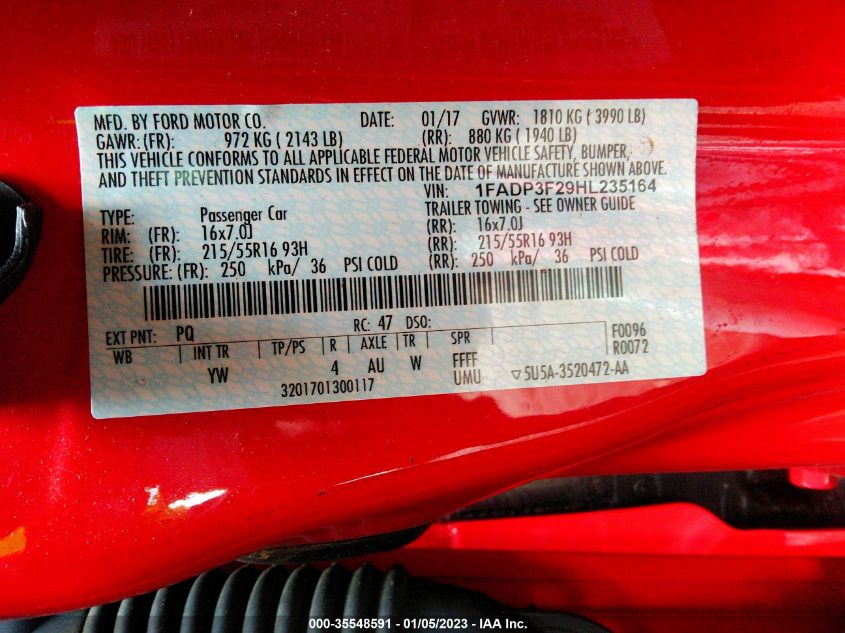 MFD. BY FORD MOTOR CO. DATE: 01/17 GVWR: 1810 KG ( 3990 LB)
GAWR: (FR): 972 KG ( 2143 LB) (RR): 880 KG ( 1940 LB)
THIS VEHICLE CONFORMS TO ALL APPLICABLE FEDERAL MOTOR VEHICLE SAFETY, BUMPER,
AND THEFT PREVENTION STANDARDS IN EFFECT ON THE DATE OF MANUFACTURE SHOWN ABOVE.
VIN: 1FADP3F29HL235164
TYPE: Passenger Car TRAILER TOWING - SEE OWNER GUIDE
RIM: (FR): 16x7.0J (RR): 16x7.0J
TIRE: (FR): 215/55R16 93H (RR): 215/55R16 93H
PRESSURE: (FR): 250 kPa/ 36 PSI COLD (RR): 250 kPa/ 36 PSI COLD
EXT PNT: PQ RC: 47 DSO: F0096
WB INT TR TP/PS R AXLE TR SPR R0072
YW 4 AU W FFFF
UMU ▽5U5A-3520472-AA
3201701300117
000-35548591 - 01/05/2023 - IAA Inc.